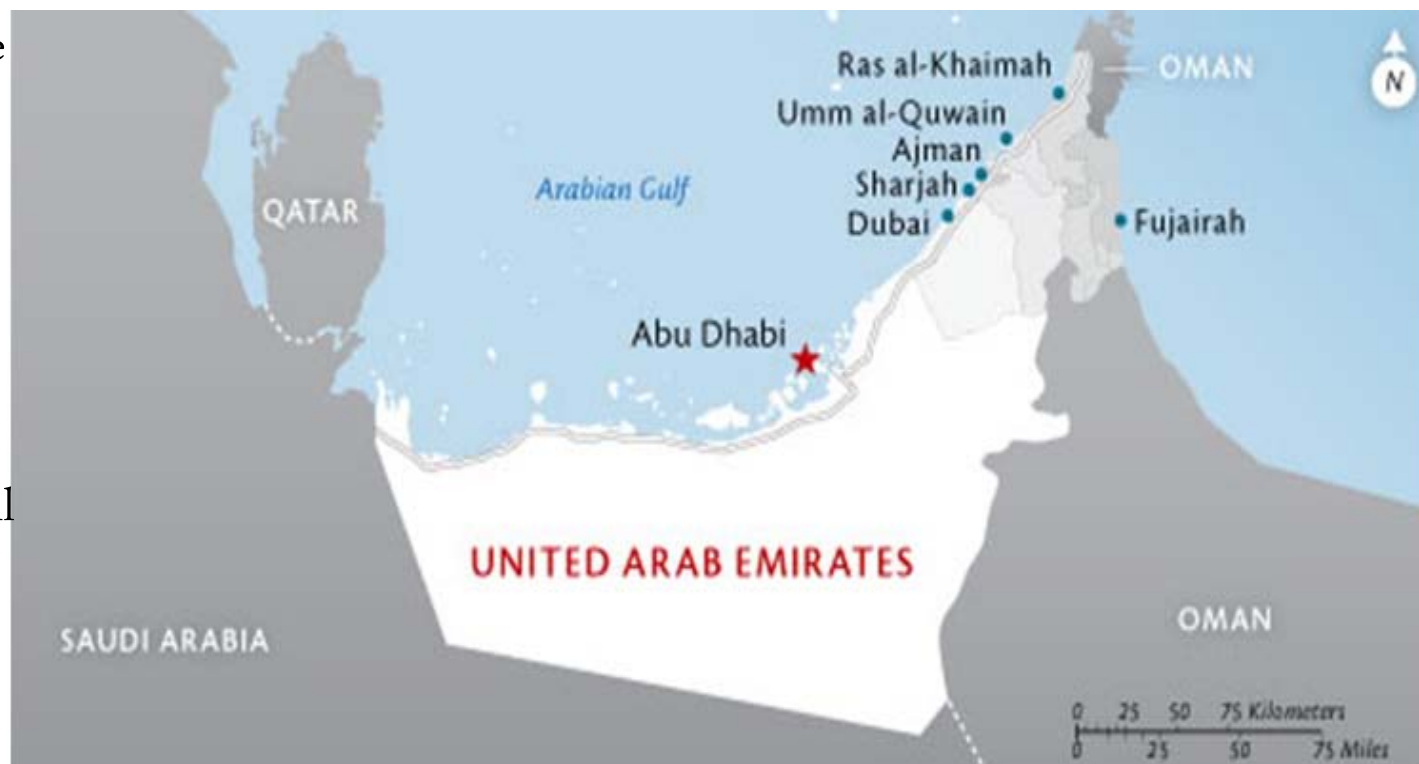 e
Ras al-Khaimah
OMAN
N
Umm al-Quwain
Ajman
Arabian Gulf
Sharjah
QATAR
Dubai
Fujairah
Abu Dhabi
ll
UNITED ARAB EMIRATES
SAUDI ARABIA
OMAN
0 25 50 75 Kilometers
0 25 50 75 Miles